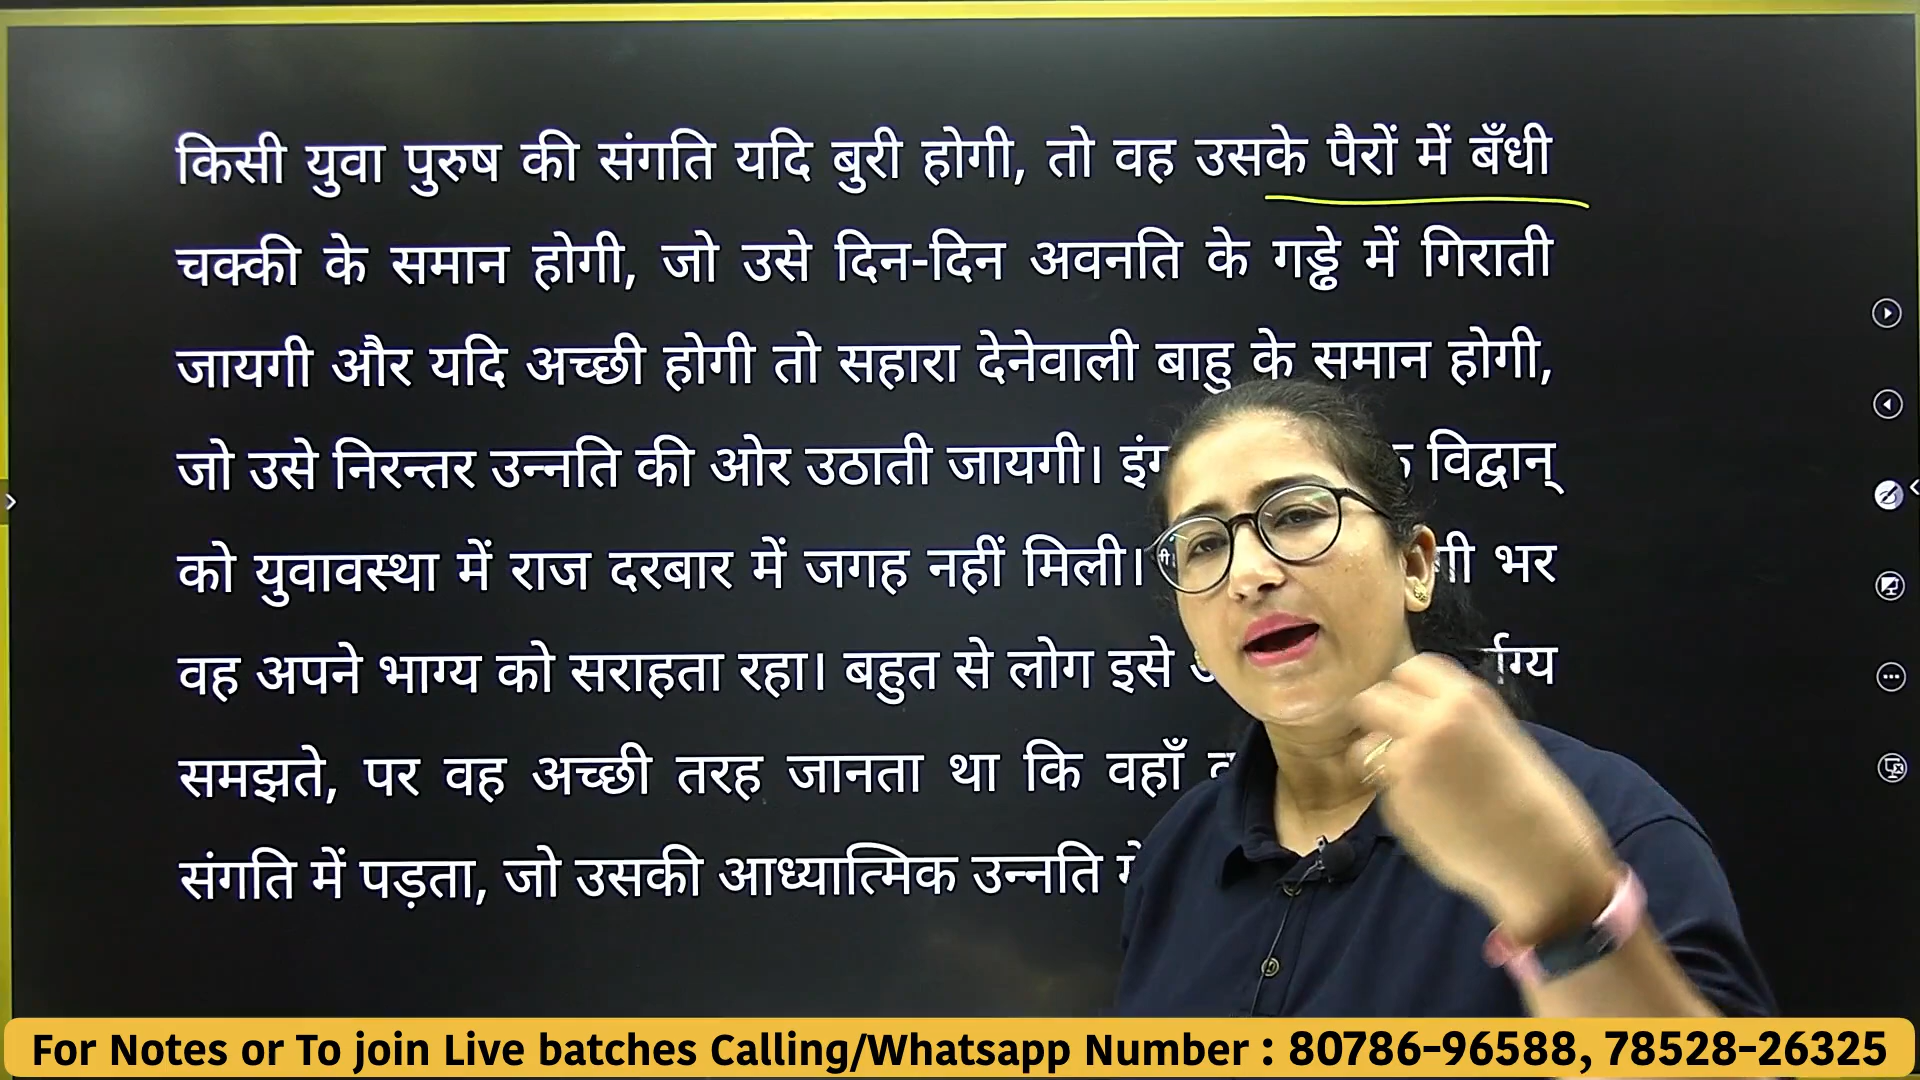 किसी युवा पुरुष की संगति यदि बुरी होगी, तो वह उसके पैरों में बँधी
चक्की के समान होगी, जो उसे दिन-दिन अवनति के गड्ढे में गिराती
जायगी और यदि अच्छी होगी तो सहारा देनेवाली बाहु के समान होगी,
जो उसे निरन्तर उन्नति की ओर उठाती जायगी। विद्वान्
को युवावस्था में राज दरबार में जगह नहीं मिली। भर
वह अपने भाग्य को सराहता रहा। बहुत से लोग इसे
समझते, पर वह अच्छी तरह जानता था कि वहाँ
संगति में पड़ता, जो उसकी आध्यात्मिक उन्नति
For Notes or To join Live batches Calling/Whatsapp Number : 80786-96588, 78528-26325